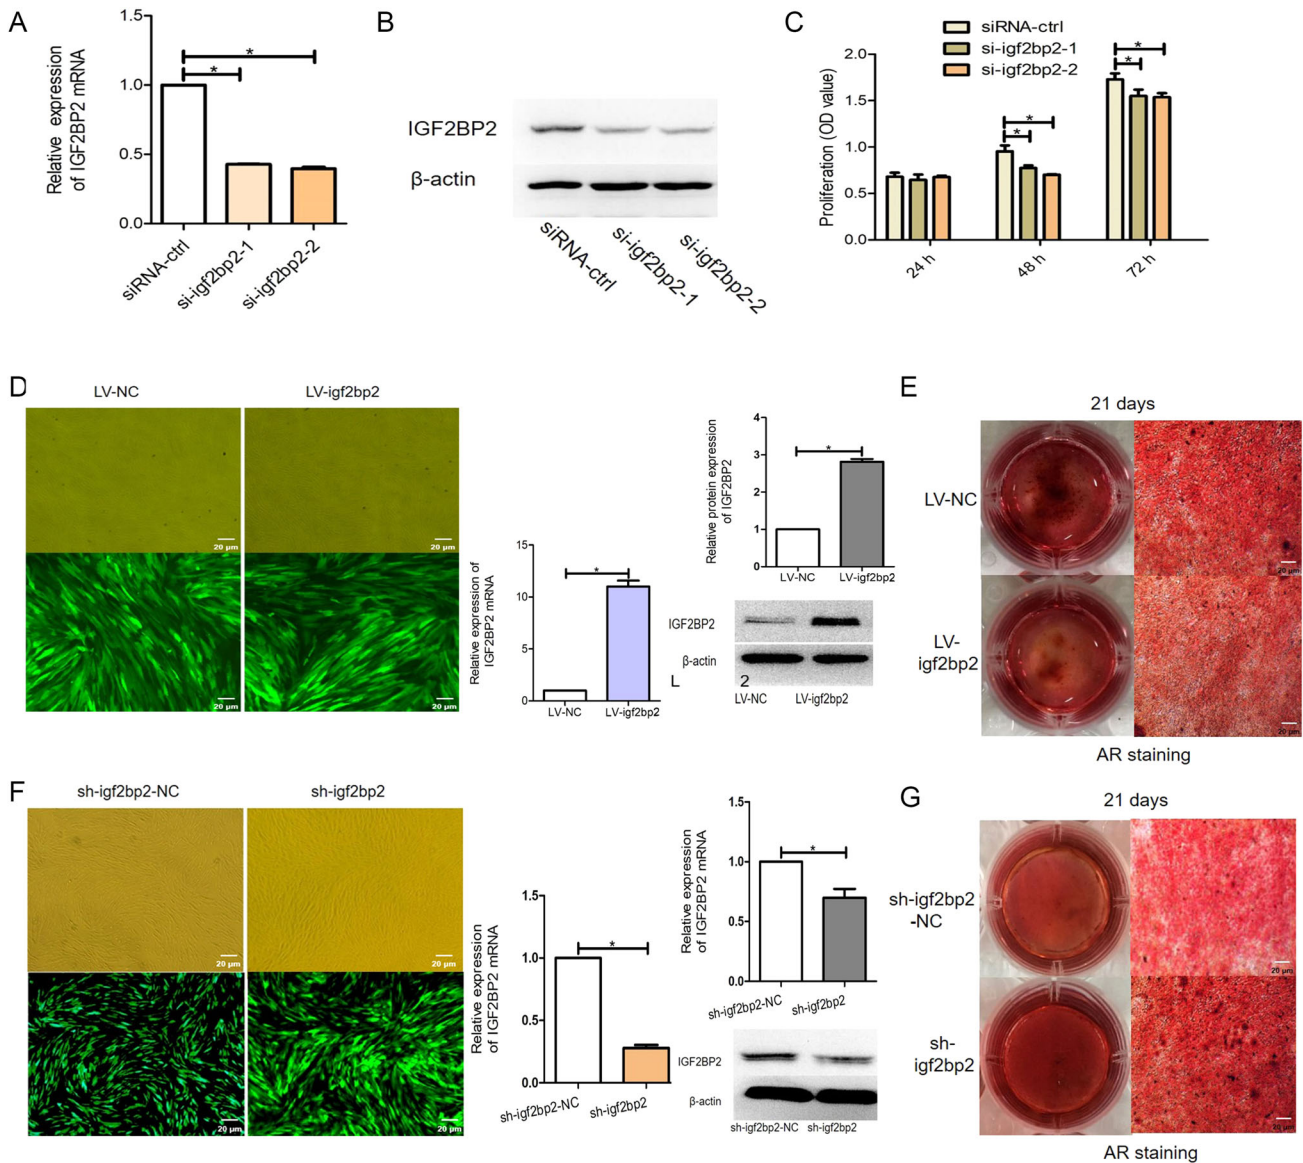 A
Relative expression
of IGF2BP2 mRNA
1.5
1.0
0.5
0.0
*
*
siRNA-ctrl
si-igf2bp2-1
si-igf2bp2-2
B
IGF2BP2
β-actin
siRNA-ctrl
si-igf2bp2-1
si-igf2bp2-2
C
siRNA-ctrl
si-igf2bp2-1
si-igf2bp2-2
Proliferation (OD value)
2.0
1.5
1.0
0.5
0.0
*
*
*
*
24 h
48 h
72 h
D
LV-NC
LV-igf2bp2
20 μm
20 μm
20 μm
20 μm
Relative expression of
IGF2BP2 mRNA
15
10
5
0
*
LV-NC
LV-igf2bp2
Relative protein expression
of IGF2BP2
4
3
2
1
0
*
LV-NC
LV-igf2bp2
IGF2BP2
β-actin
L
2
LV-NC
LV-igf2bp2
E
21 days
LV-NC
LV-
igf2bp2
20 μm
20 μm
AR staining
F
sh-igf2bp2-NC
sh-igf2bp2
20 μm
20 μm
20 μm
20 μm
Relative expression
of IGF2BP2 mRNA
1.5
1.0
0.5
0.0
*
sh-igf2bp2-NC
sh-igf2bp2
Relative expression
of IGF2BP2 mRNA
1.5
1.0
0.5
0.0
*
sh-igf2bp2-NC
sh-igf2bp2
IGF2BP2
β-actin
sh-igf2bp2-NC
sh-igf2bp2
G
21 days
sh-igf2bp2
-NC
sh-
igf2bp2
20 μm
20 μm
AR staining